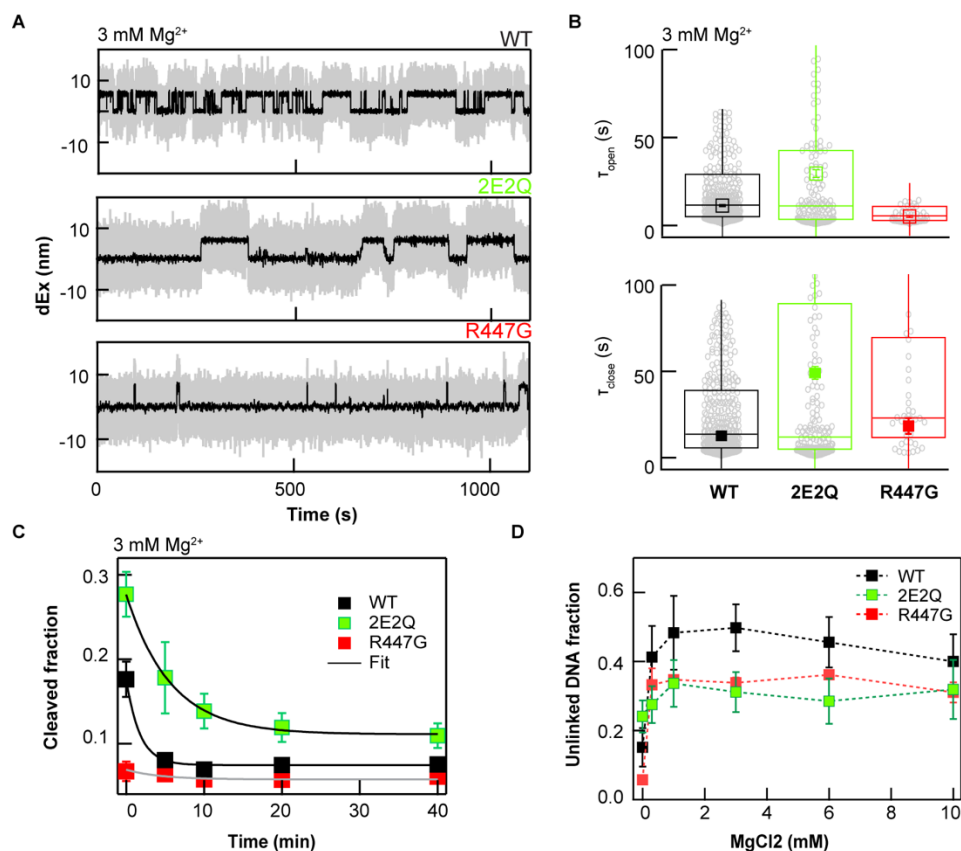 A
3 mM Mg²⁺
WT
10
-10
2E2Q
10
-10
R447G
10
-10
dEx (nm)
0
500
1000
Time (s)
B
3 mM Mg²⁺
100
50
0
Τopen (s)
100
50
0
Τclose (s)
WT
2E2Q
R447G
C
3 mM Mg²⁺
0.3
0.2
0.1
Cleaved fraction
WT
2E2Q
R447G
Fit
0
10
20
30
40
Time (min)
D
0.6
0.4
0.2
0.0
Unlinked DNA fraction
WT
2E2Q
R447G
0
2
4
6
8
10
MgCl2 (mM)